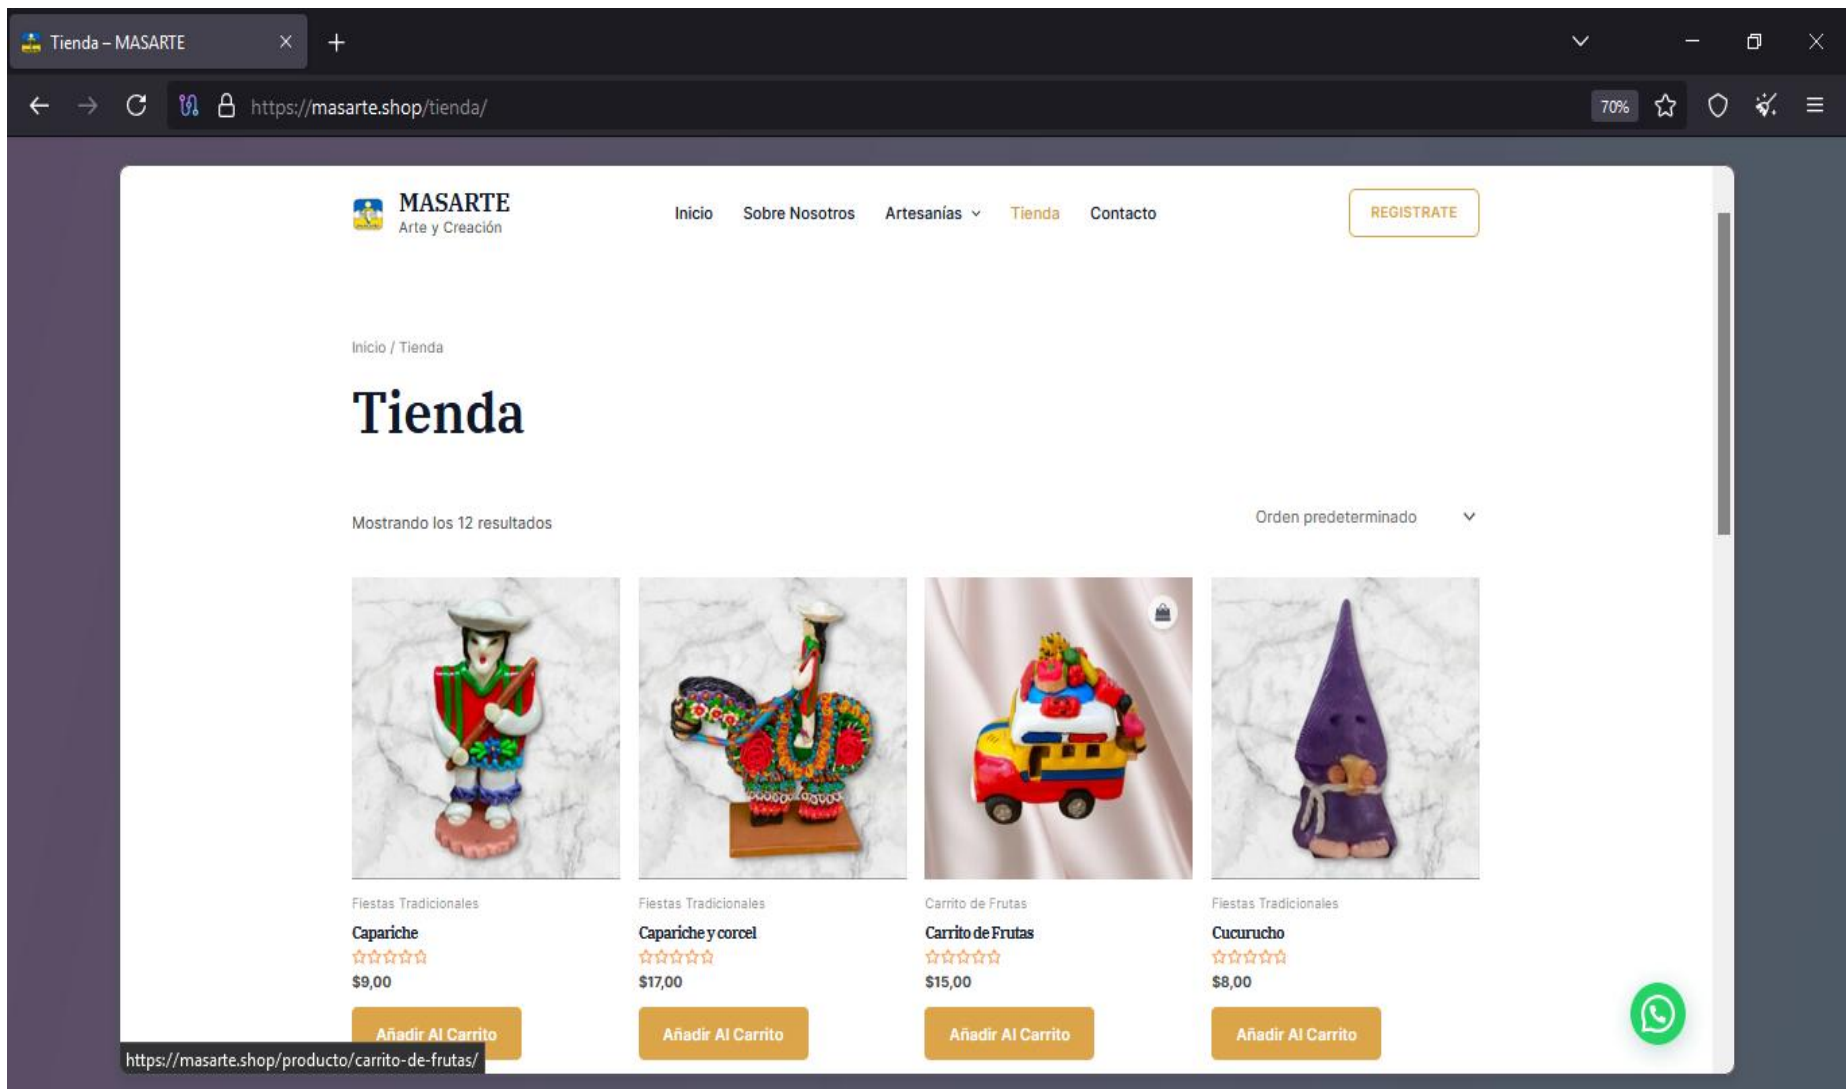 Tienda – MASARTE
https://masarte.shop/tienda/
70%
MASARTE
Arte y Creación
Inicio
Sobre Nosotros
Artesanías
Tienda
Contacto
REGISTRATE
Inicio / Tienda
Tienda
Mostrando los 12 resultados
Orden predeterminado
Fiestas Tradicionales
Capariche
$9,00
Añadir Al Carrito
Fiestas Tradicionales
Capariche y corcel
$17,00
Añadir Al Carrito
Carrito de Frutas
Carrito de Frutas
$15,00
Añadir Al Carrito
Fiestas Tradicionales
Cucurucho
$8,00
Añadir Al Carrito
https://masarte.shop/producto/carrito-de-frutas/